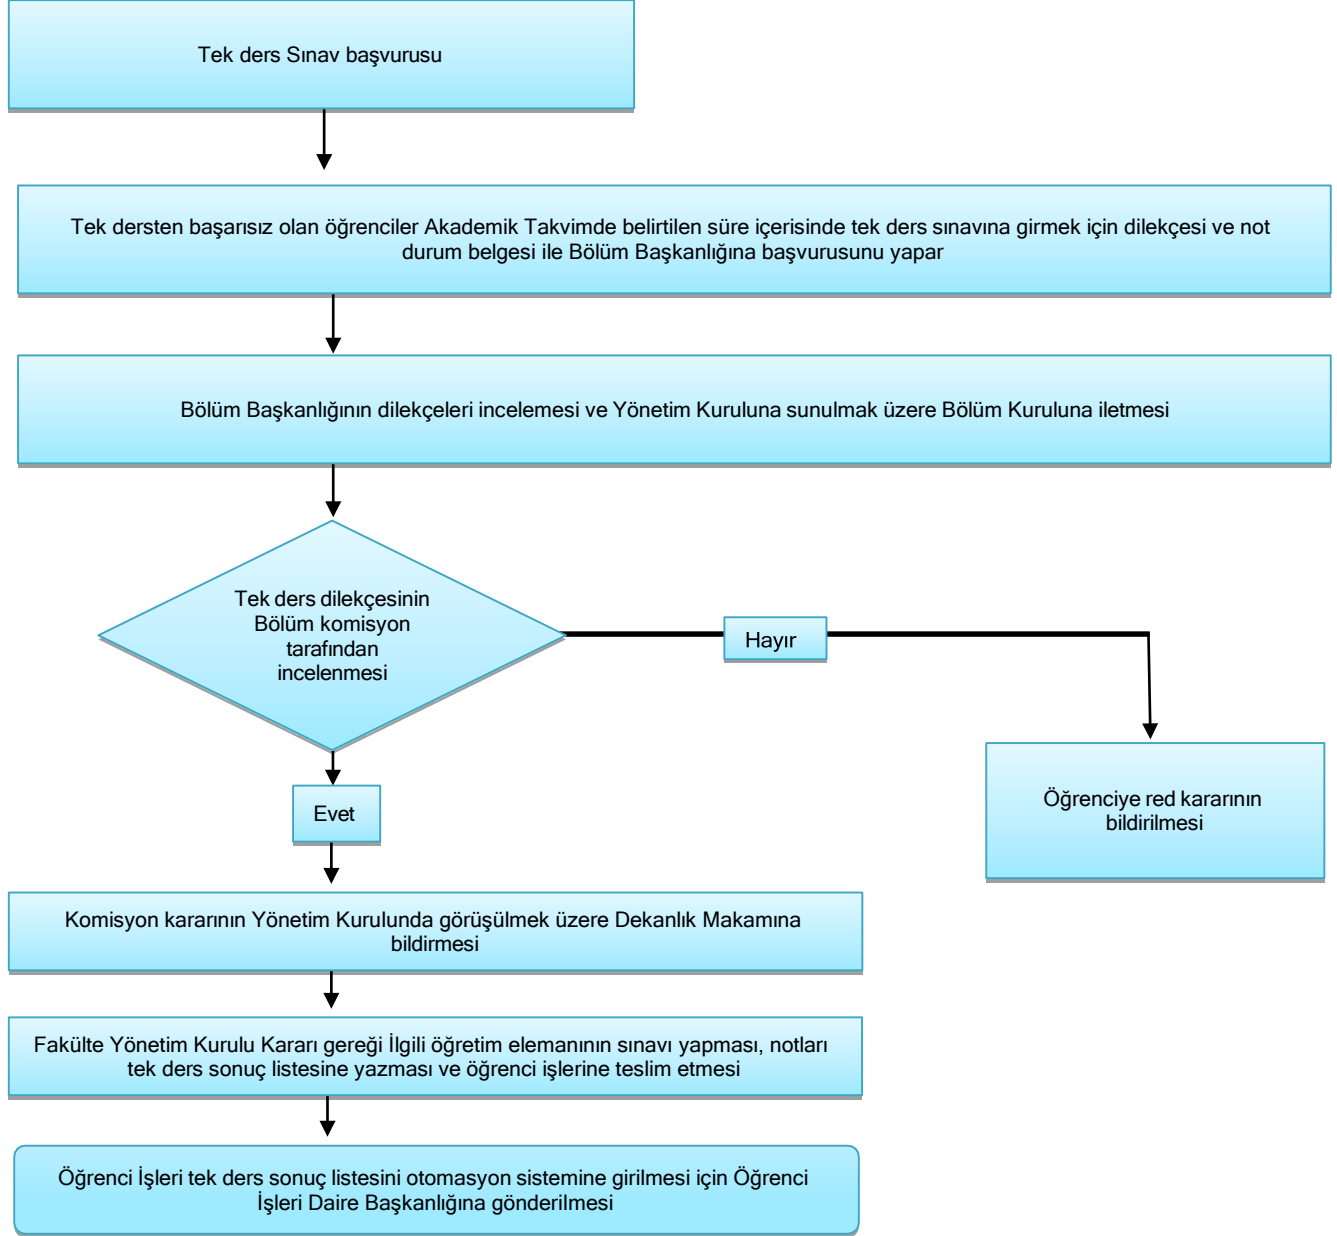 Tek ders Sınav başvurusu
Tek dersten başarısız olan öğrenciler Akademik Takvimde belirtilen süre içerisinde tek ders sınavına girmek için dilekçesi ve not
durum belgesi ile Bölüm Başkanlığına başvurusunu yapar
Bölüm Başkanlığının dilekçeleri incelemesi ve Yönetim Kuruluna sunulmak üzere Bölüm Kuruluna iletmesi
Tek ders dilekçesinin
Bölüm komisyon
tarafından
incelenmesi
Hayır
Öğrenciye red kararının
bildirilmesi
Evet
Komisyon kararının Yönetim Kurulunda görüşülmek üzere Dekanlık Makamına
bildirmesi
Fakülte Yönetim Kurulu Kararı gereği İlgili öğretim elemanının sınavı yapması, notları
tek ders sonuç listesine yazması ve öğrenci işlerine teslim etmesi
Öğrenci İşleri tek ders sonuç listesini otomasyon sistemine girilmesi için Öğrenci
İşleri Daire Başkanlığına gönderilmesi